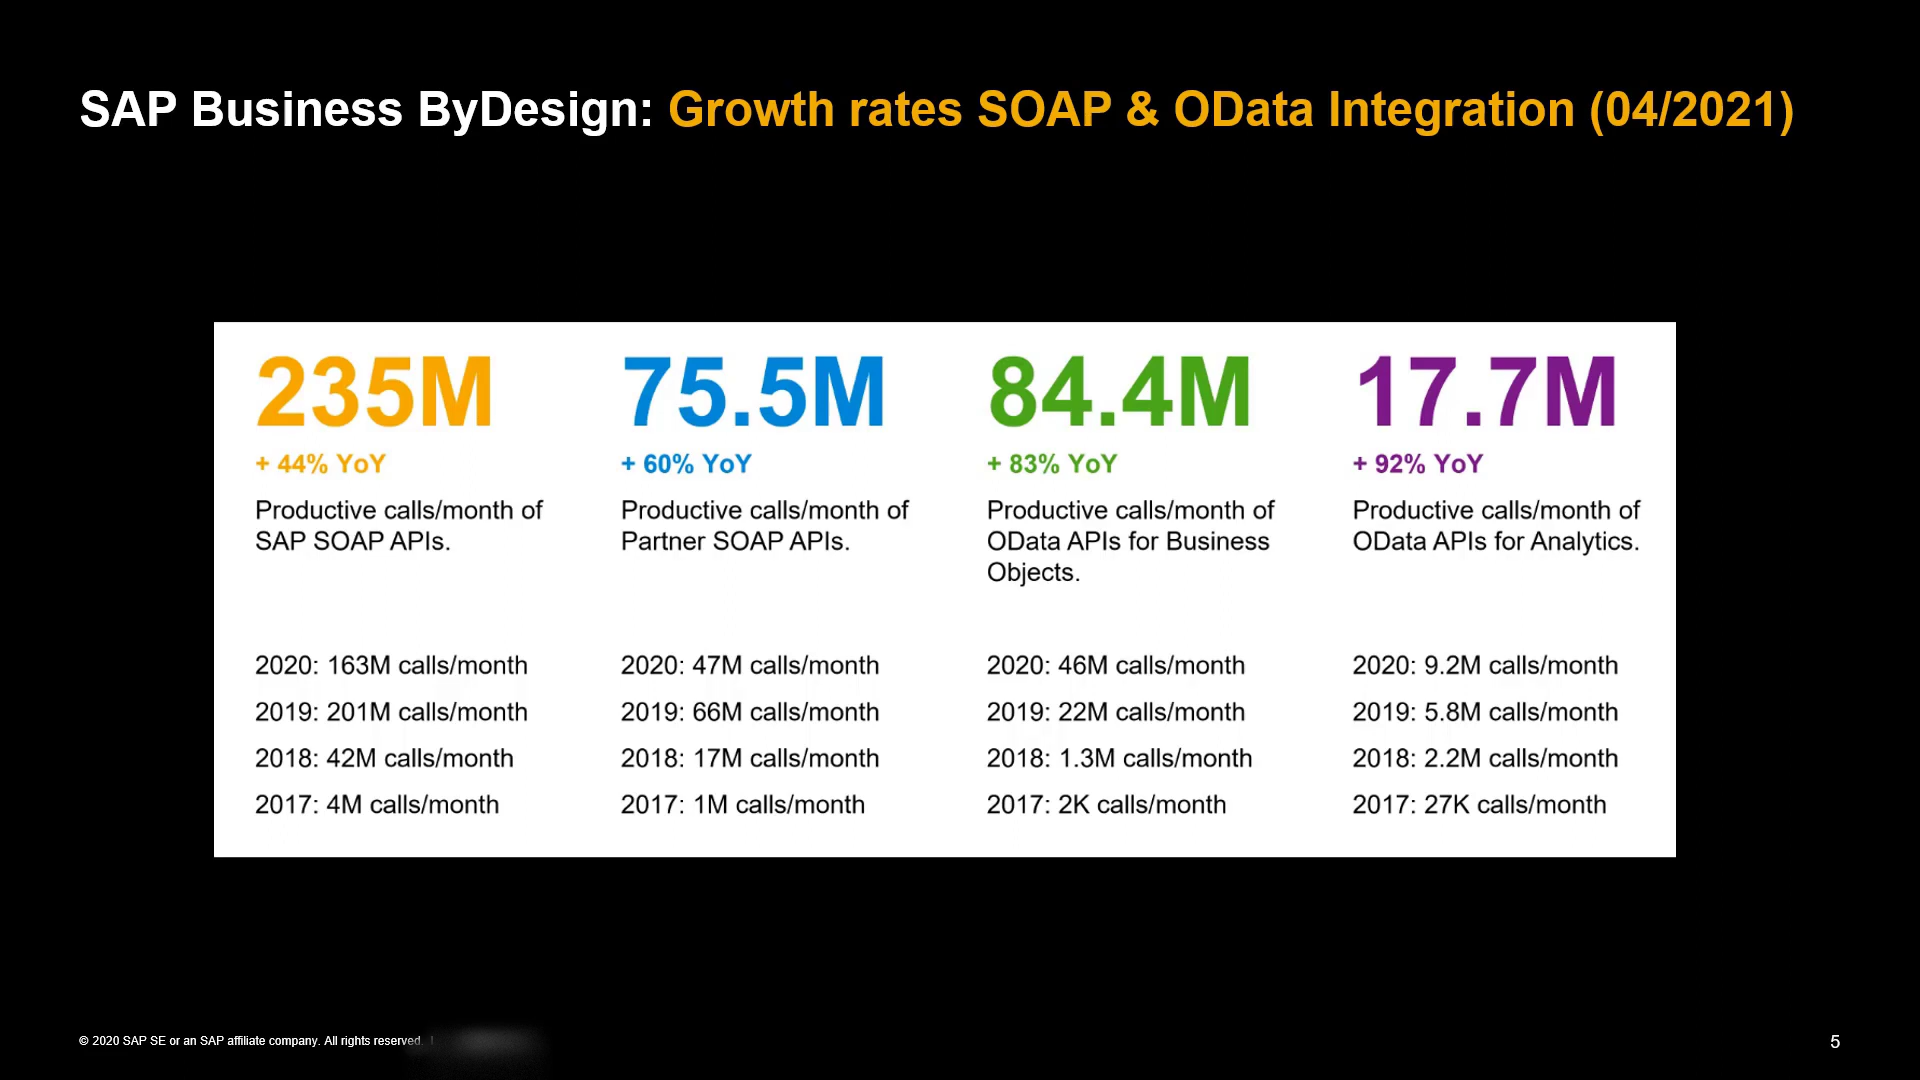 SAP Business ByDesign: Growth rates SOAP & OData Integration (04/2021)
235M
+ 44% YoY
Productive calls/month of
SAP SOAP APIs.
2020: 163M calls/month
2019: 201M calls/month
2018: 42M calls/month
2017: 4M calls/month
75.5M
+ 60% YoY
Productive calls/month of
Partner SOAP APIs.
2020: 47M calls/month
2019: 66M calls/month
2018: 17M calls/month
2017: 1M calls/month
84.4M
+ 83% YoY
Productive calls/month of
OData APIs for Business
Objects.
2020: 46M calls/month
2019: 22M calls/month
2018: 1.3M calls/month
2017: 2K calls/month
17.7M
+ 92% YoY
Productive calls/month of
OData APIs for Analytics.
2020: 9.2M calls/month
2019: 5.8M calls/month
2018: 2.2M calls/month
2017: 27K calls/month
© 2020 SAP SE or an SAP affiliate company. All rights reserved.
5